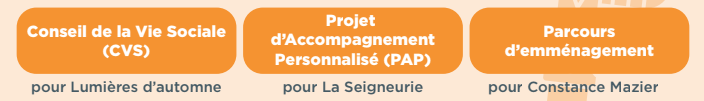 Conseil de la Vie Sociale
(CVS)
pour Lumières d'automne
Projet
d'Accompagnement
Personnalisé (PAP)
pour La Seigneurie
Parcours
d'emménagement
pour Constance Mazier